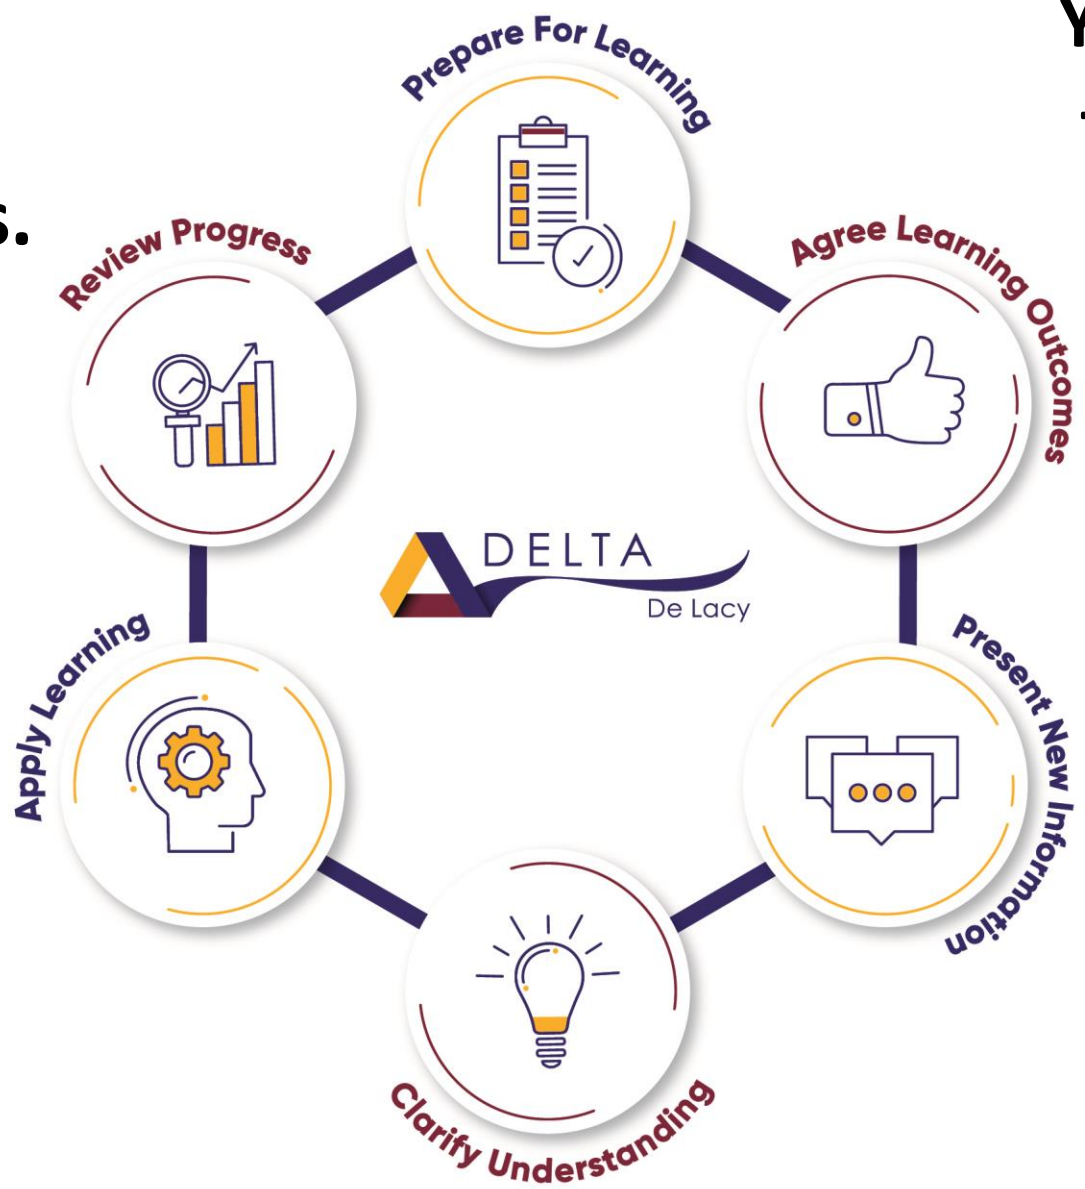 Y
s.
Prepare For Learning
Agree Learning Outcomes
Present New Information
Clarify Understanding
Apply Learning
Review Progress
DELTA
De Lacy